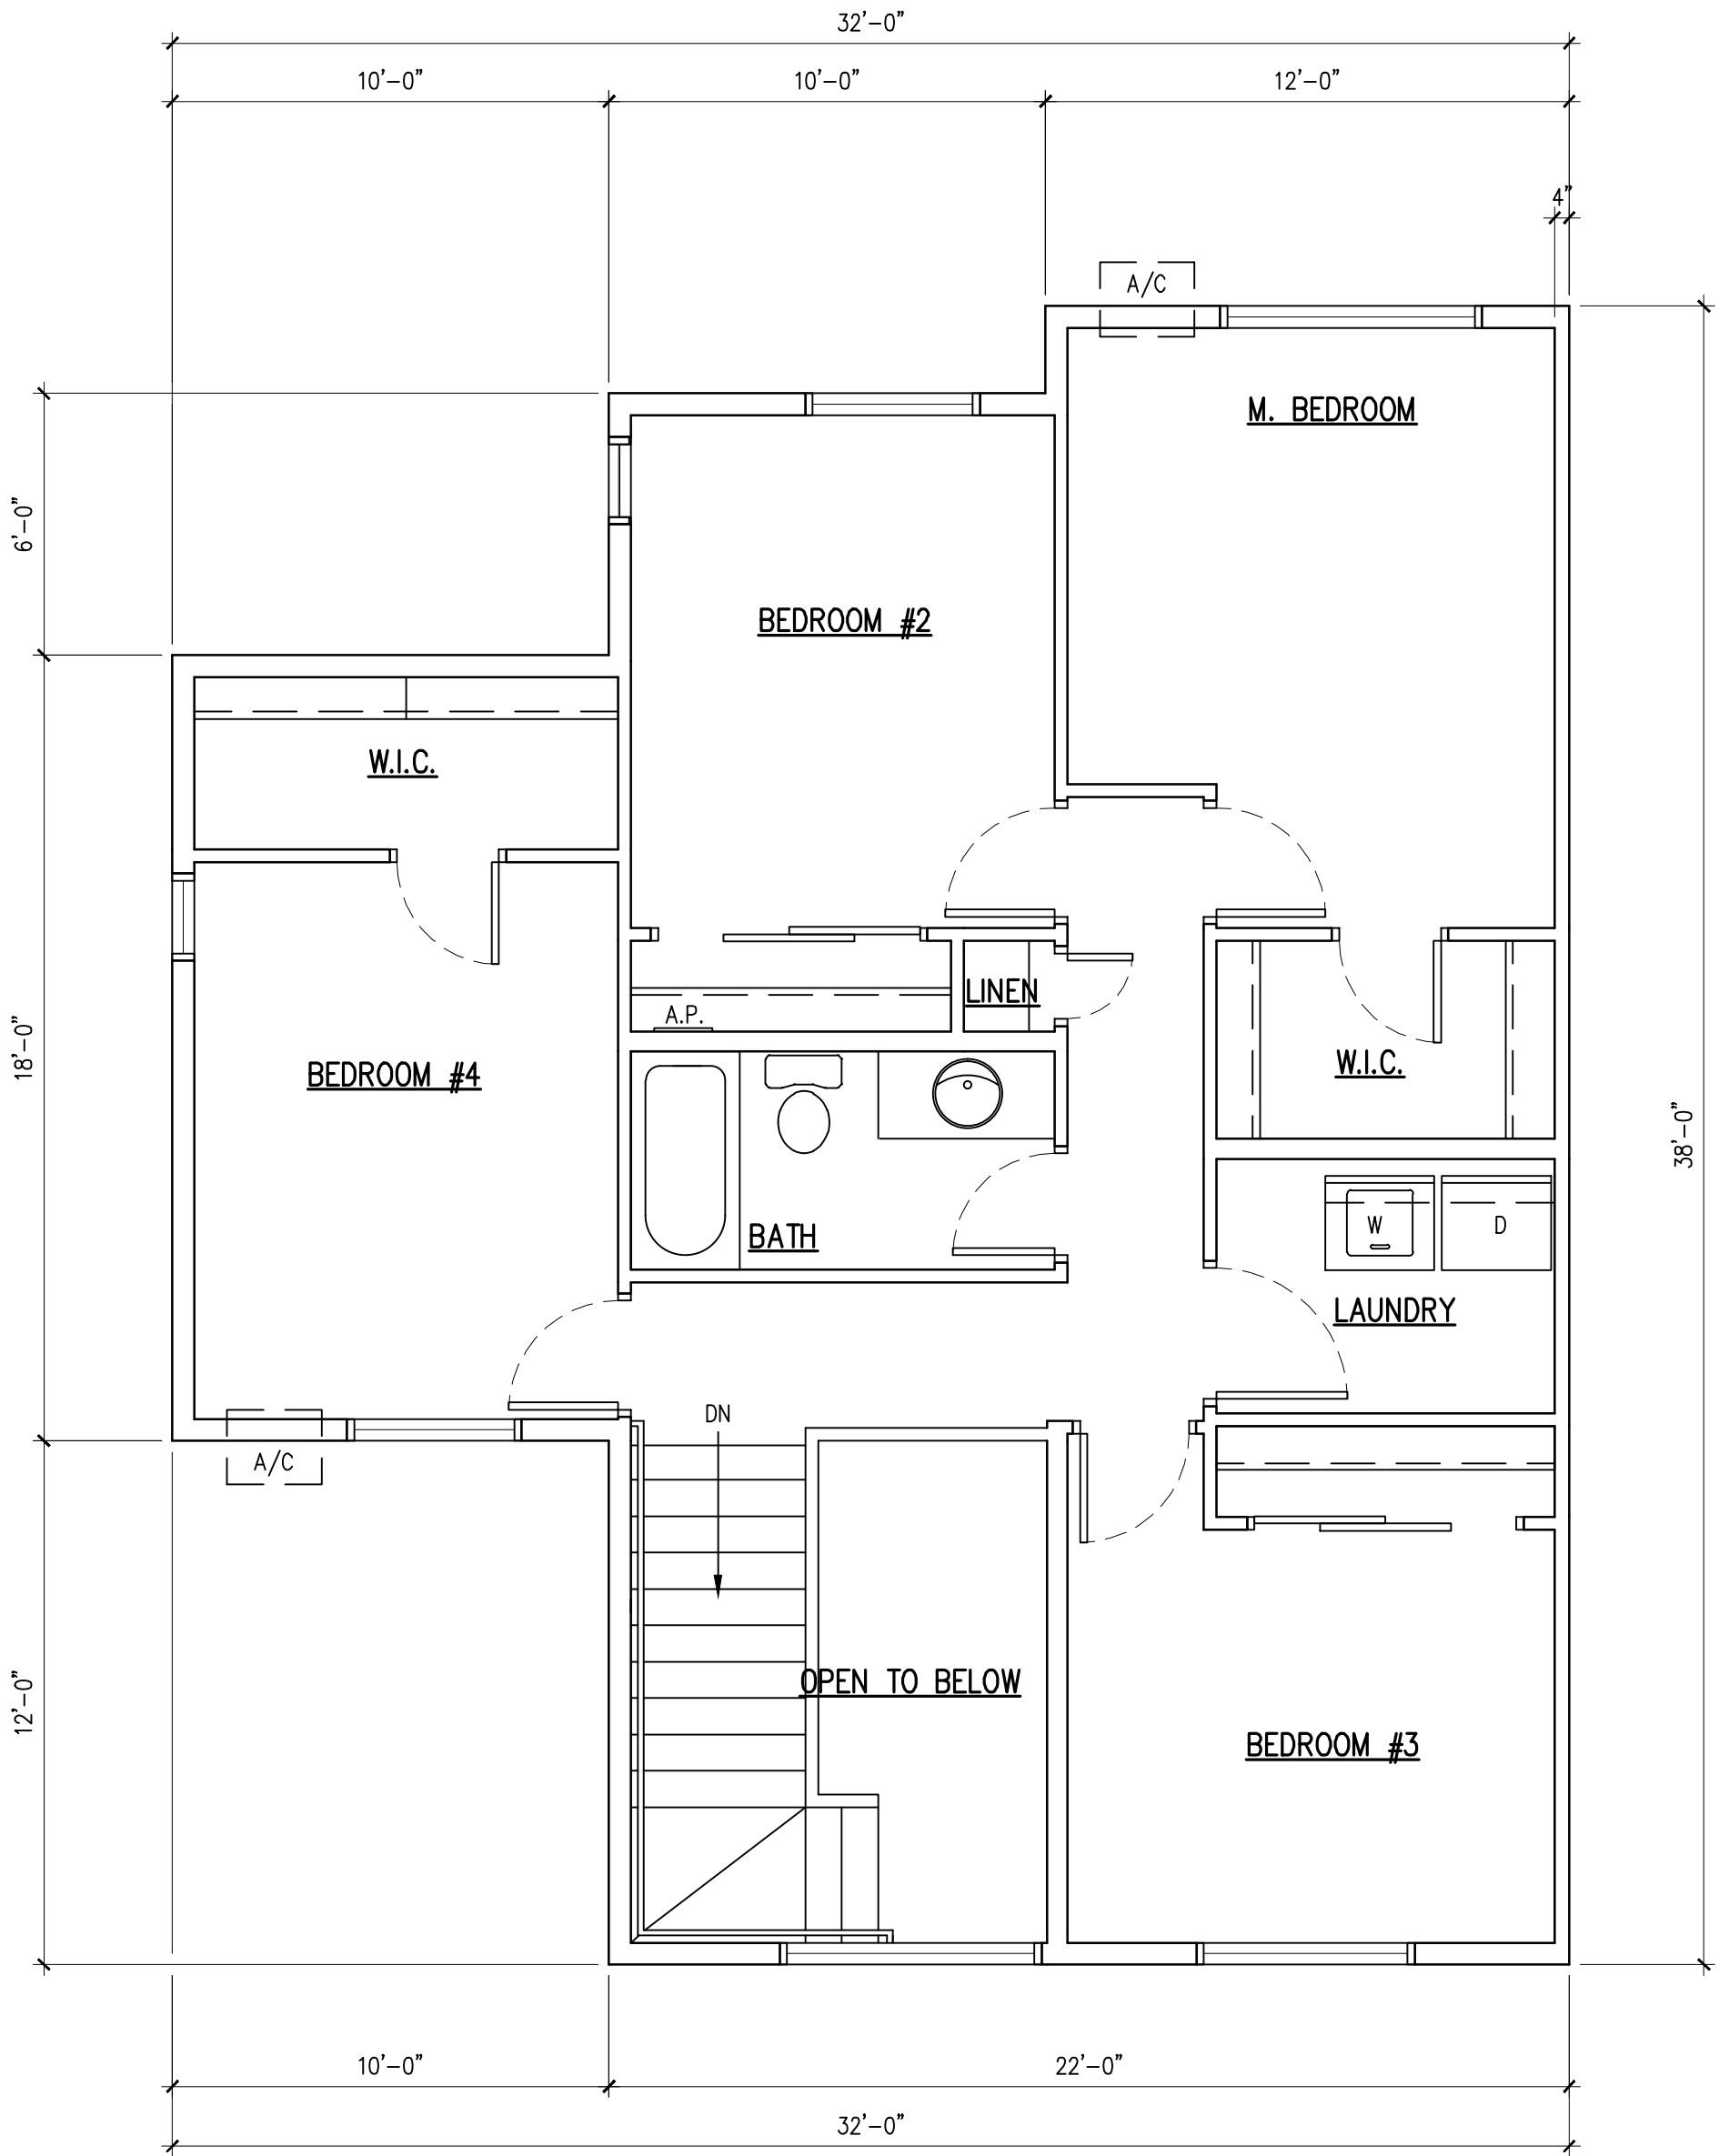 32'-0"
10'-0"
10'-0"
12'-0"
4"
A/C
M. BEDROOM
6'-0"
BEDROOM #2
W.I.C.
LINEN
A.P.
18'-0"
BEDROOM #4
W.I.C.
38'-0"
BATH
W
D
LAUNDRY
DN
A/C
12'-0"
OPEN TO BELOW
BEDROOM #3
10'-0"
22'-0"
32'-0"